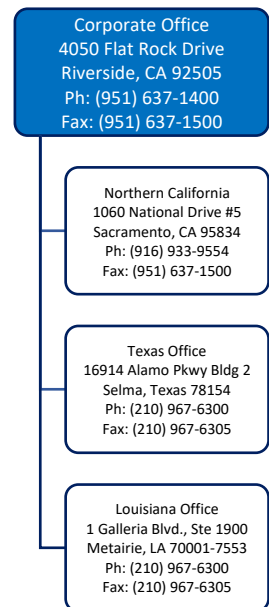 Corporate Office
4050 Flat Rock Drive
Riverside, CA 92505
Ph: (951) 637-1400
Fax: (951) 637-1500
Northern California
1060 National Drive #5
Sacramento, CA 95834
Ph: (916) 933-9554
Fax: (951) 637-1500
Texas Office
16914 Alamo Pkwy Bldg 2
Selma, Texas 78154
Ph: (210) 967-6300
Fax: (210) 967-6305
Louisiana Office
1 Galleria Blvd., Ste 1900
Metairie, LA 70001-7553
Ph: (210) 967-6300
Fax: (210) 967-6305